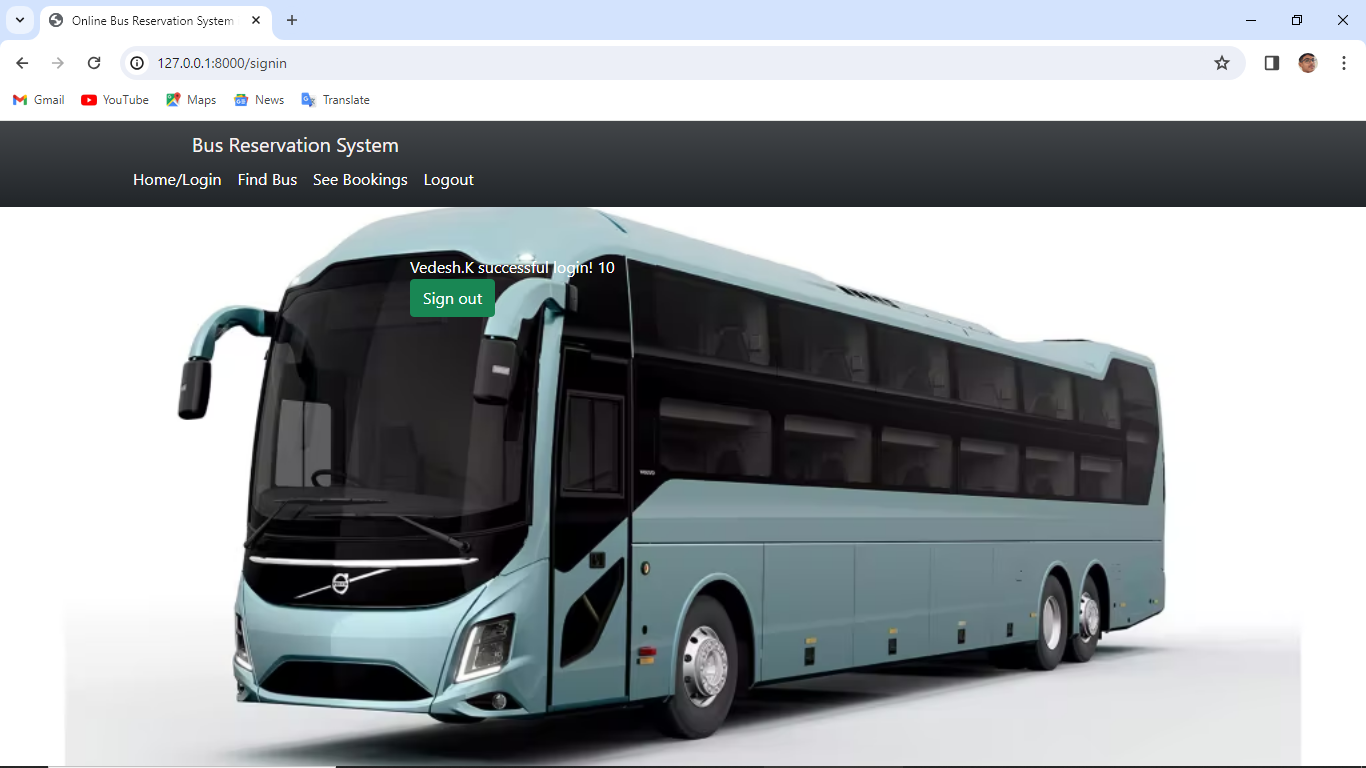 Online Bus Reservation System
127.0.0.1:8000/signin
Gmail YouTube Maps News Translate
Bus Reservation System
Home/Login Find Bus See Bookings Logout
Vedesh.K successful login! 10
Sign out